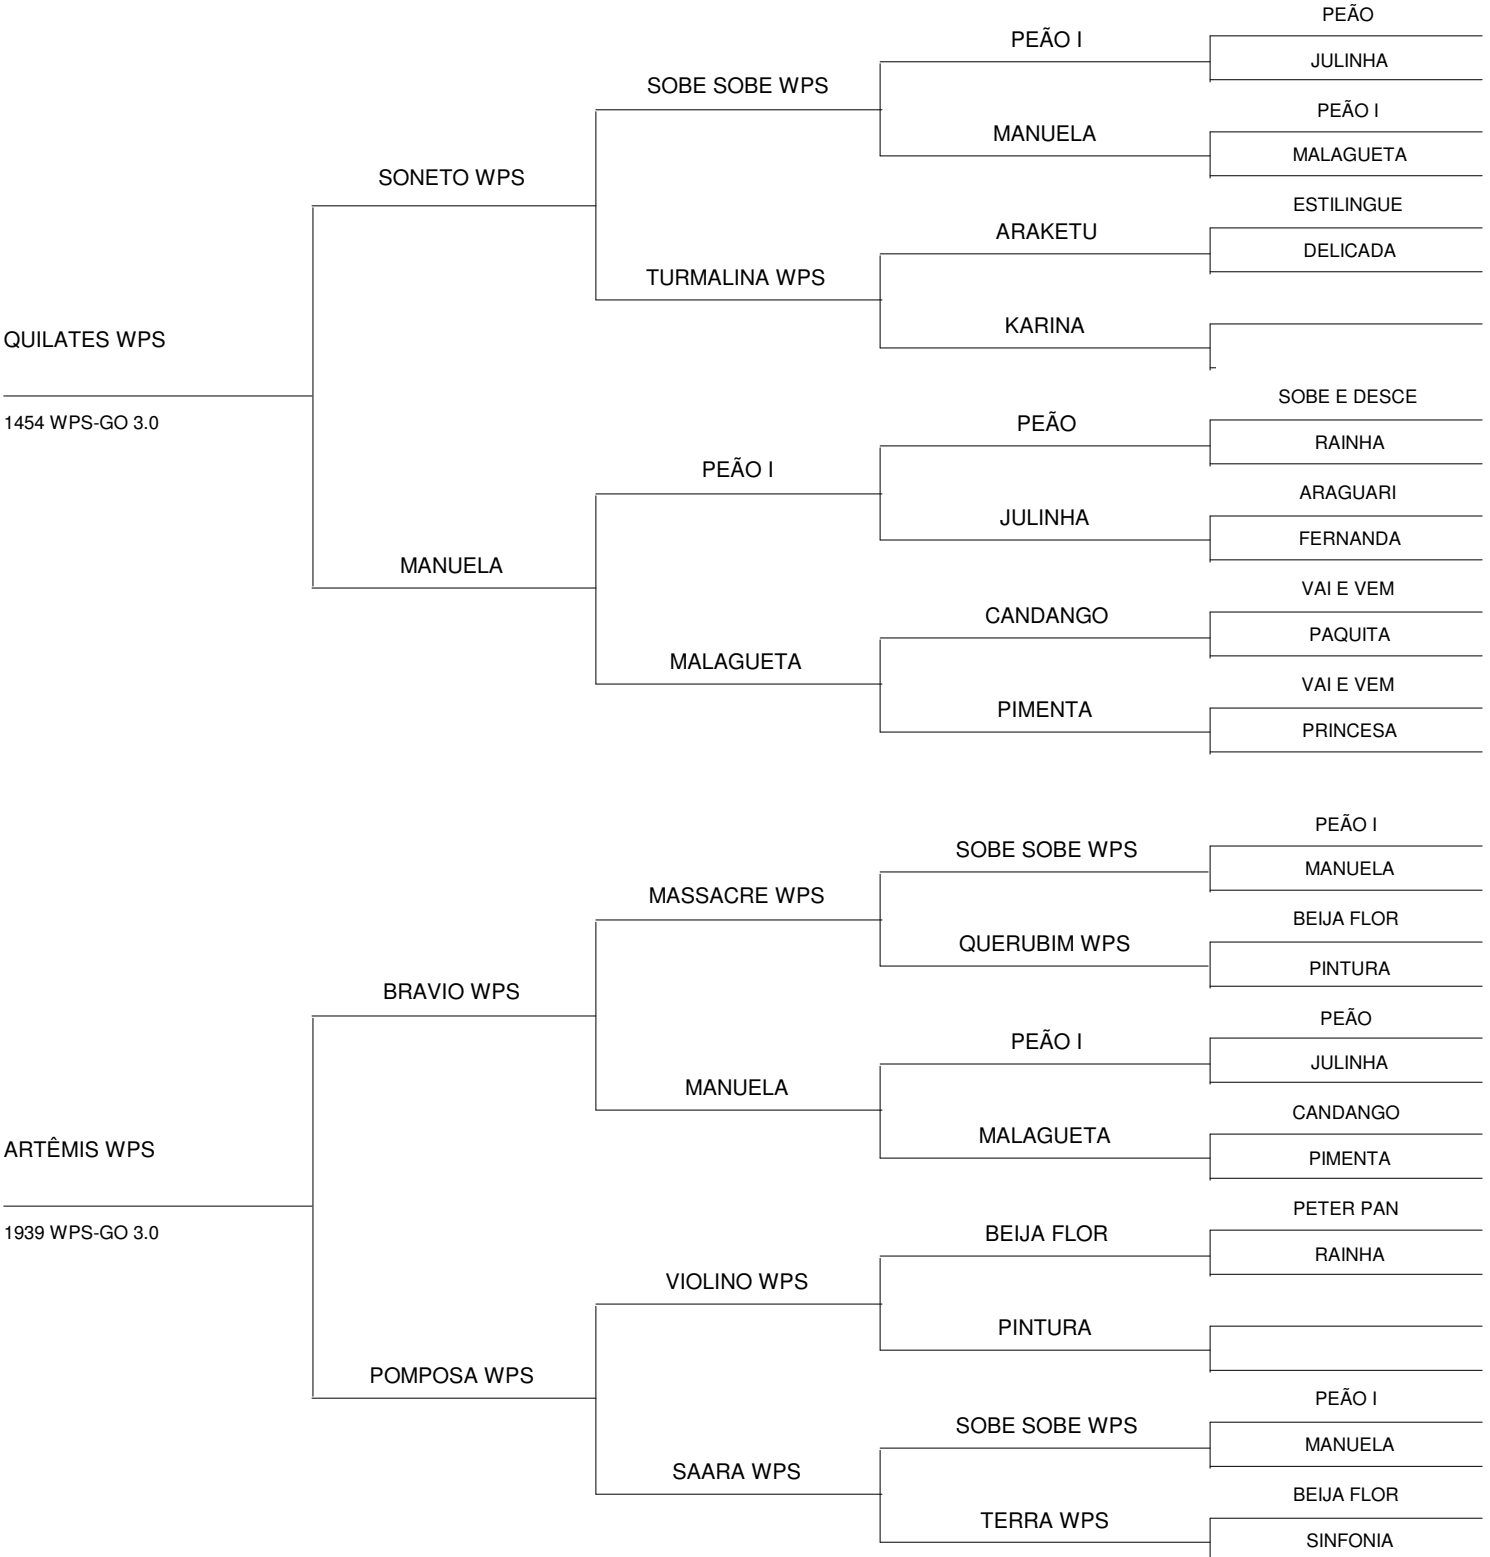 PEÃO
PEÃO I
JULINHA
SOBE SOBE WPS
PEÃO I
MANUELA
MALAGUETA
SONETO WPS
ESTILINGUE
ARAKETU
DELICADA
TURMALINA WPS
KARINA
QUILATES WPS
SOBE E DESCE
1454 WPS-GO 3.0
PEÃO
RAINHA
PEÃO I
ARAGUARI
JULINHA
FERNANDA
MANUELA
VAI E VEM
CANDANGO
PAQUITA
MALAGUETA
VAI E VEM
PIMENTA
PRINCESA
PEÃO I
SOBE SOBE WPS
MANUELA
MASSACRE WPS
BEIJA FLOR
QUERUBIM WPS
PINTURA
BRAVIO WPS
PEÃO
PEÃO I
JULINHA
MANUELA
CANDANGO
MALAGUETA
ARTÊMIS WPS
PIMENTA
PETER PAN
1939 WPS-GO 3.0
BEIJA FLOR
RAINHA
VIOLINO WPS
PINTURA
POMPOSA WPS
PEÃO I
SOBE SOBE WPS
MANUELA
SAARA WPS
BEIJA FLOR
TERRA WPS
SINFONIA